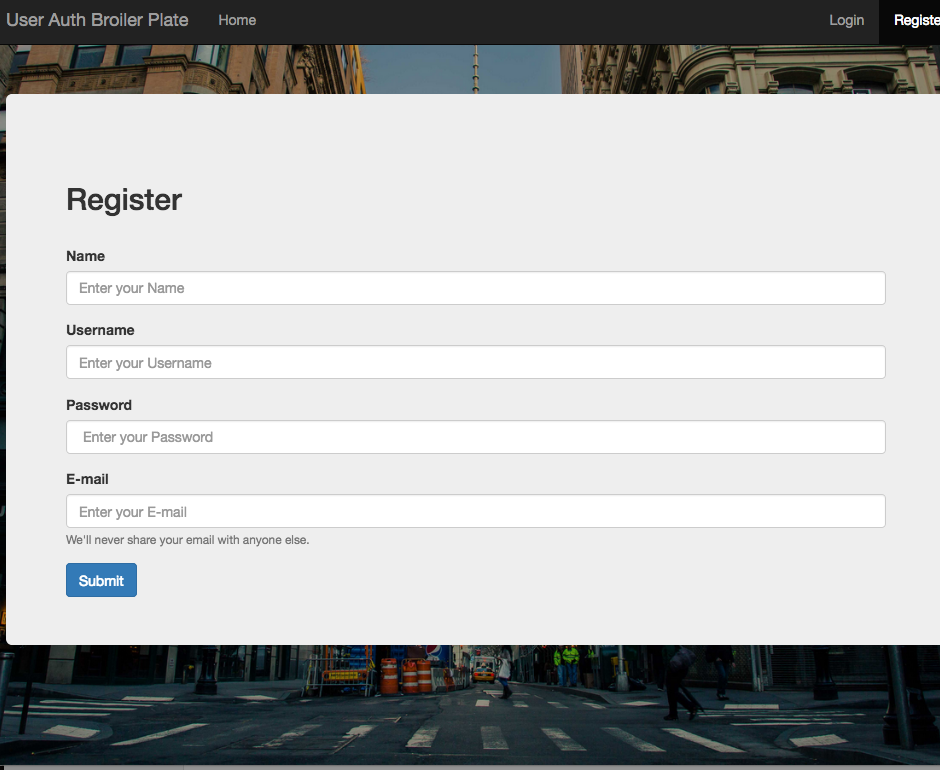 User Auth Broiler Plate Home Login Registe
Register
Name
Enter your Name
Username
Enter your Username
Password
Enter your Password
E-mail
Enter your E-mail
We'll never share your email with anyone else.
Submit